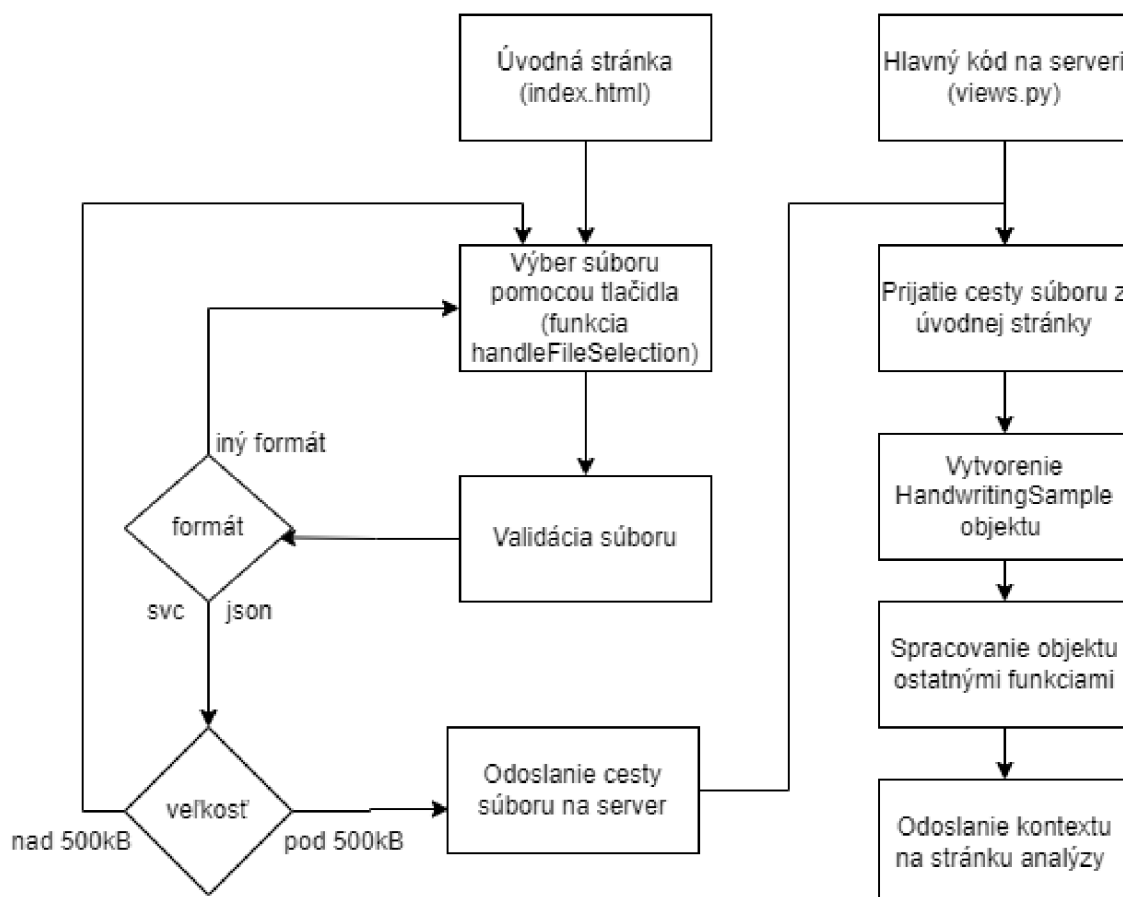 Úvodná stránka
(index.html)
Výber súboru
pomocou tlačidla
(funkcia
handleFileSelection)
iný formát
formát
Validácia súboru
svc
json
veľkosť
nad 500kB
pod 500kB
Odoslanie cesty
súboru na server
Hlavný kód na serveri
(views.py)
Prijatie cesty súboru z
úvodnej stránky
Vytvorenie
HandwritingSample
objektu
Spracovanie objektu
ostatnými funkciami
Odoslanie kontextu
na stránku analýzy